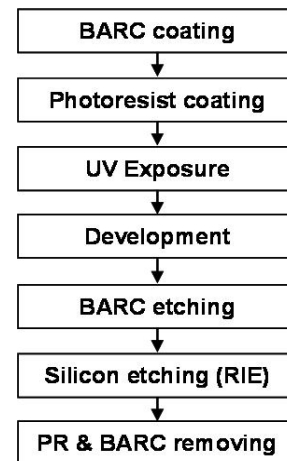 BARC coating
Photoresist coating
UV Exposure
Development
BARC etching
Silicon etching (RIE)
PR & BARC removing